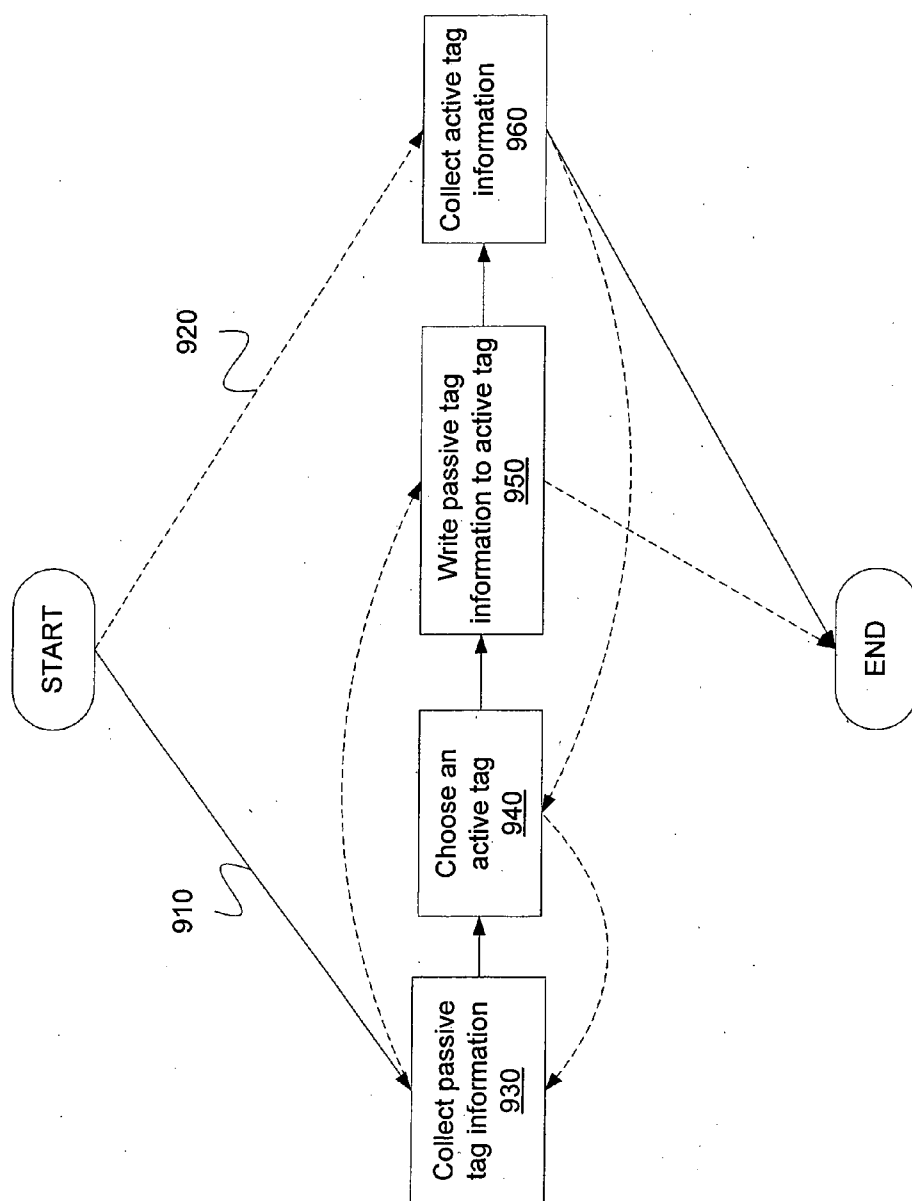 START
910
920
Collect passive
tag information
930
Choose an
active tag
940
Write passive tag
information to active tag
950
Collect active tag
information
960
END